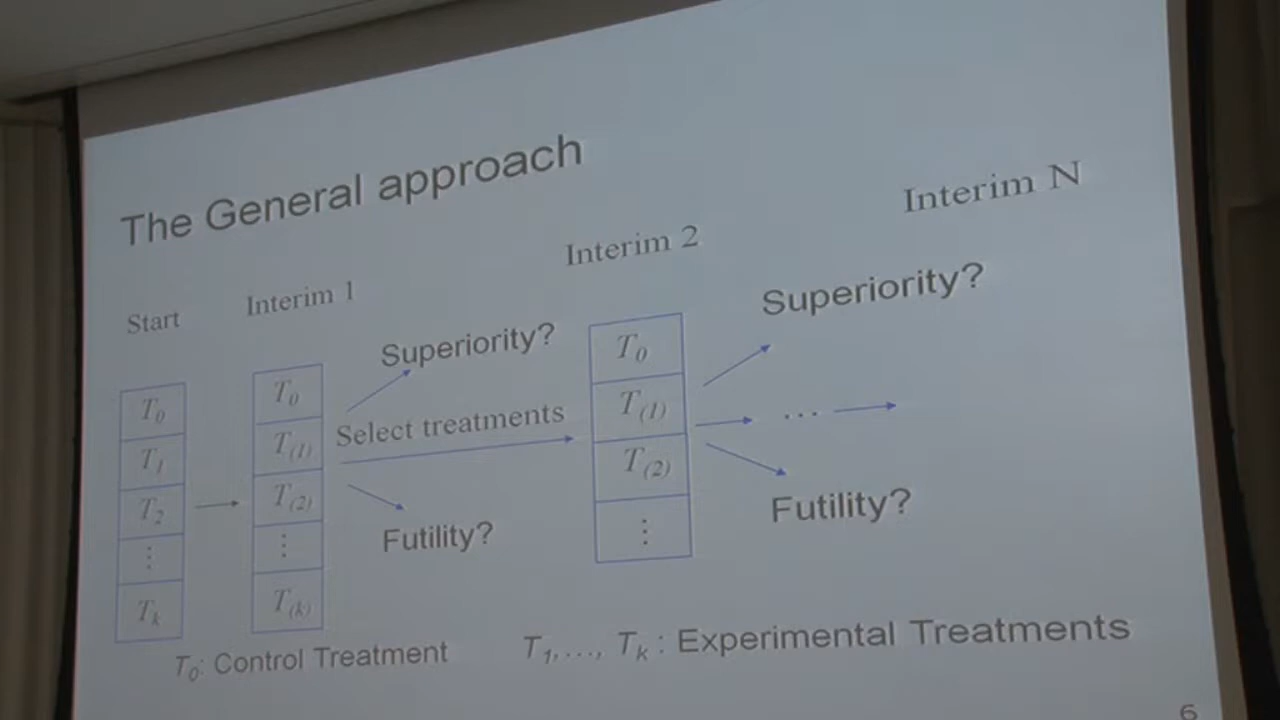 The General approach
Start
Interim 1
Interim 2
Interim N
T0
T1
T2
⋮
Tk
T0
T(1)
T(2)
⋮
T(k)
Superiority?
Select treatments
Futility?
T0
T(1)
T(2)
⋮
Superiority?
...
Futility?
T0: Control Treatment
T1,..., Tk : Experimental Treatments
6